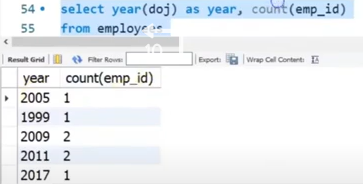 54 select year(doj) as year, count(emp_id)
55 from employees
Result Grid Filter Rows: Export: Wrap Cell Content:
year count(emp_id)
2005 1
1999 1
2009 2
2011 2
2017 1